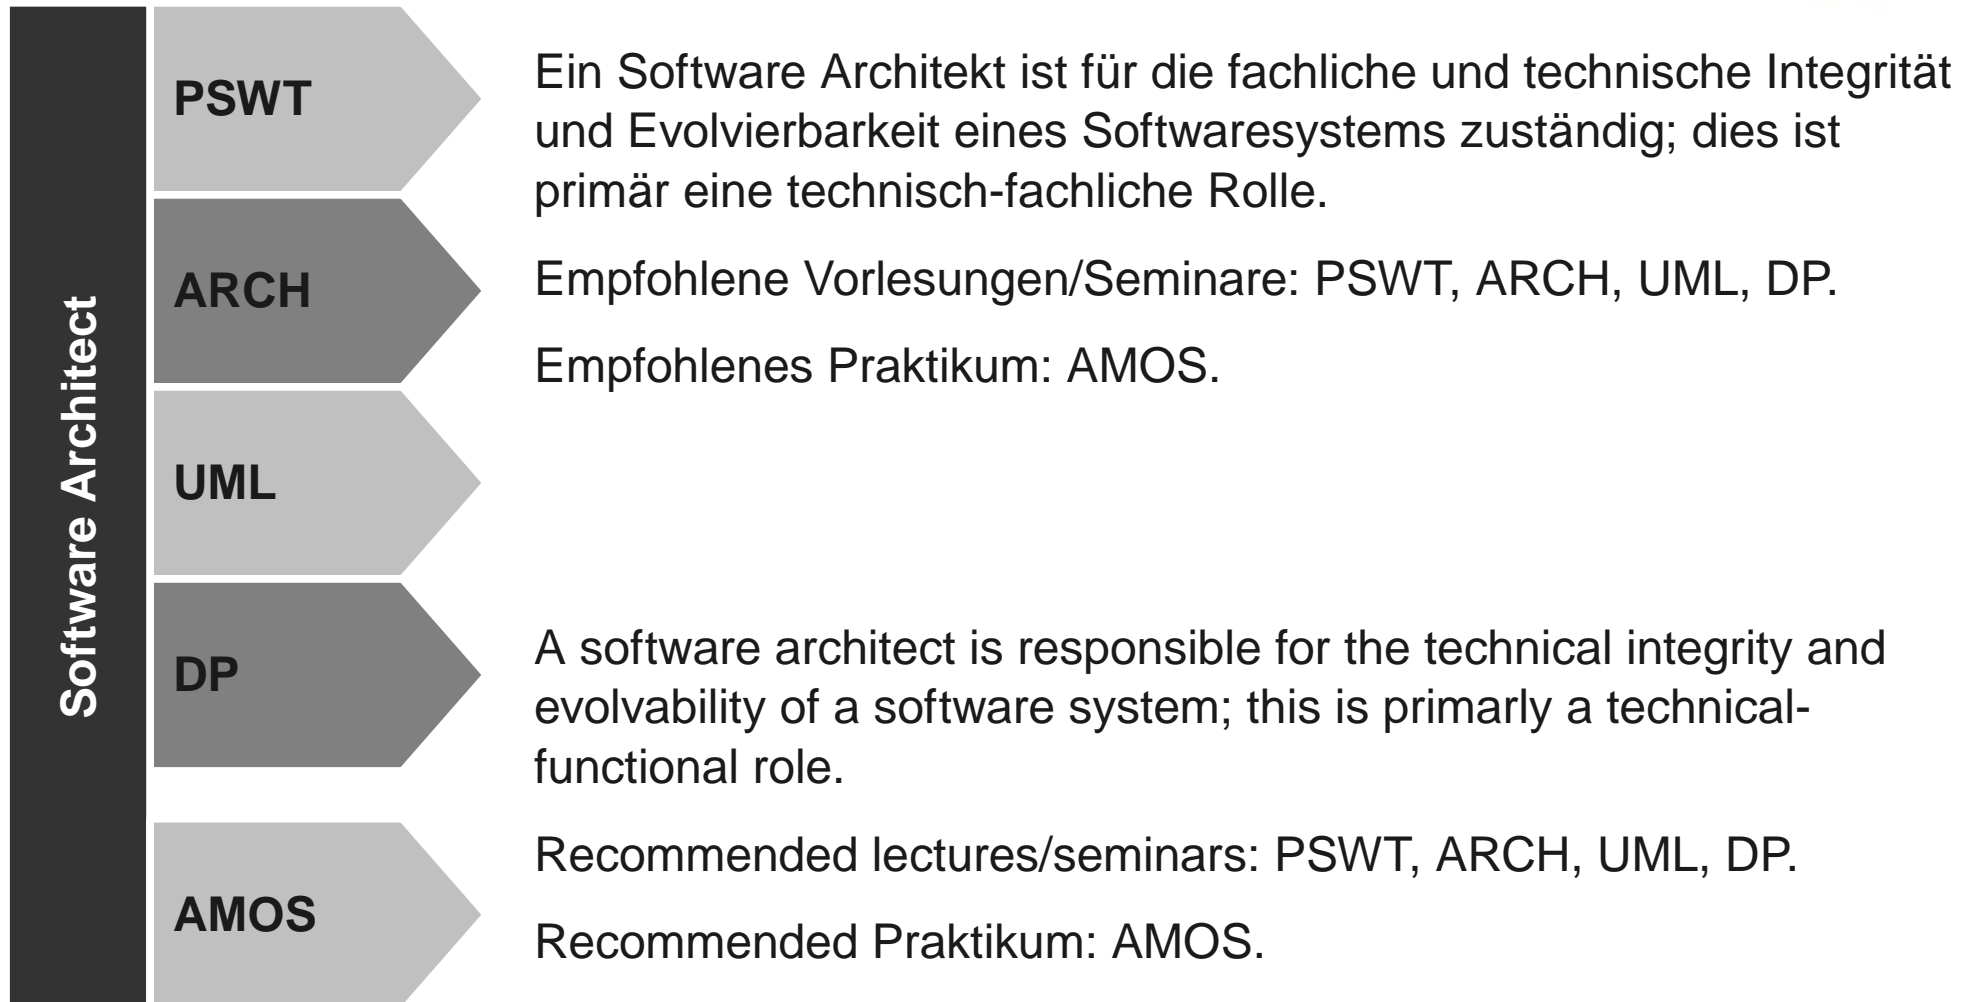 Software Architect
PSWT
ARCH
UML
DP
AMOS
Ein Software Architekt ist für die fachliche und technische Integrität
und Evolvierbarkeit eines Softwaresystems zuständig; dies ist
primär eine technisch-fachliche Rolle.
Empfohlene Vorlesungen/Seminare: PSWT, ARCH, UML, DP.
Empfohlenes Praktikum: AMOS.
A software architect is responsible for the technical integrity and
evolvability of a software system; this is primarly a technical-
functional role.
Recommended lectures/seminars: PSWT, ARCH, UML, DP.
Recommended Praktikum: AMOS.